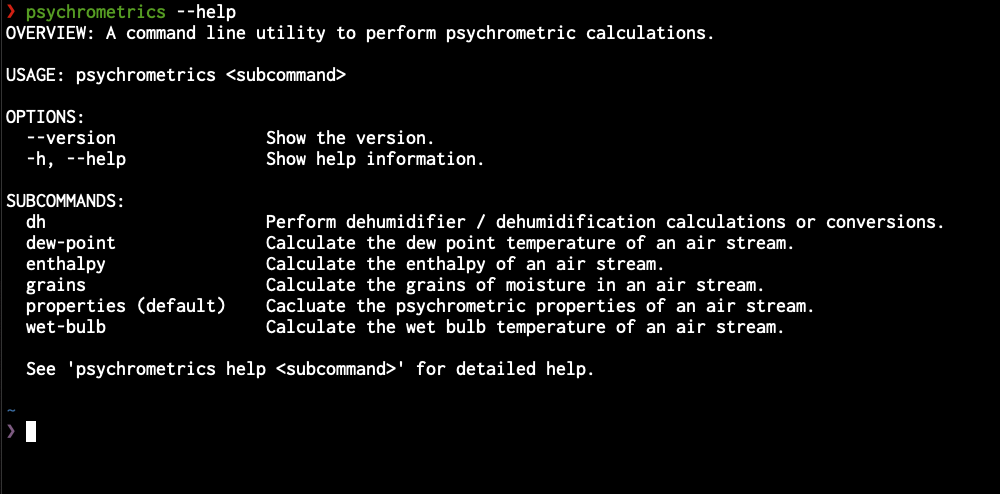 ❯ psychrometrics --help
OVERVIEW: A command line utility to perform psychrometric calculations.
USAGE: psychrometrics <subcommand>
OPTIONS:
--version Show the version.
-h, --help Show help information.
SUBCOMMANDS:
dh Perform dehumidifier / dehumidification calculations or conversions.
dew-point Calculate the dew point temperature of an air stream.
enthalpy Calculate the enthalpy of an air stream.
grains Calculate the grains of moisture in an air stream.
properties (default) Cacluate the psychrometric properties of an air stream.
wet-bulb Calculate the wet bulb temperature of an air stream.
See 'psychrometrics help <subcommand>' for detailed help.
~
❯